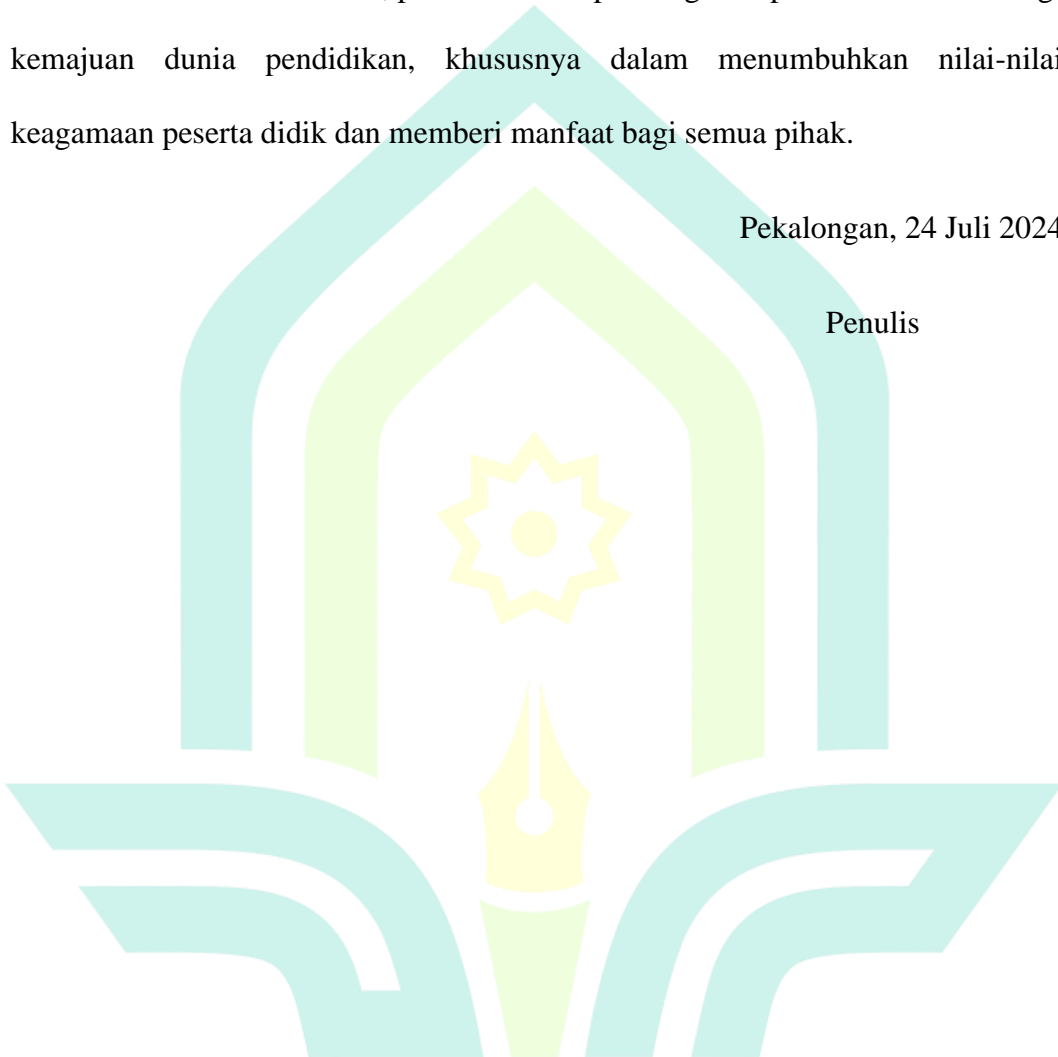 kemajuan dunia pendidikan, khususnya dalam menumbuhkan nilai-nilai
keagamaan peserta didik dan memberi manfaat bagi semua pihak.
Pekalongan, 24 Juli 2024
Penulis